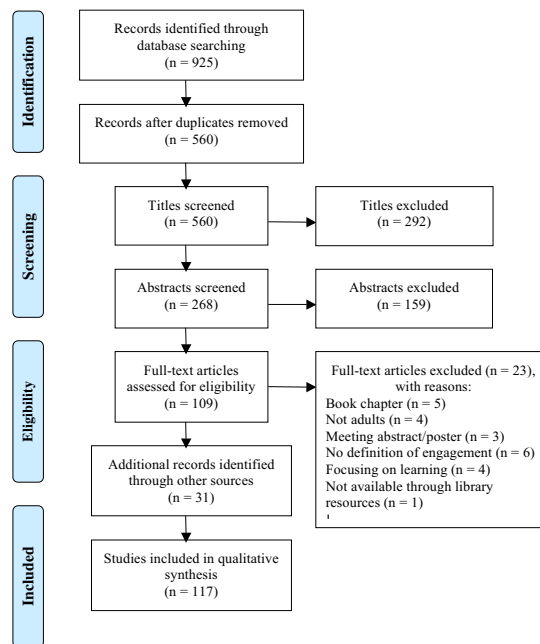 Identification
Records identified through
database searching
(n = 925)
Records after duplicates removed
(n = 560)
Screening
Titles screened
(n = 560)
Titles excluded
(n = 292)
Abstracts screened
(n = 268)
Abstracts excluded
(n = 159)
Eligibility
Full-text articles
assessed for eligibility
(n = 109)
Full-text articles excluded (n = 23),
with reasons:
Book chapter (n = 5)
Not adults (n = 4)
Meeting abstract/poster (n = 3)
No definition of engagement (n = 6)
Focusing on learning (n = 4)
Not available through library
resources (n = 1)
Additional records identified
through other sources
(n = 31)
Included
Studies included in qualitative
synthesis
(n = 117)